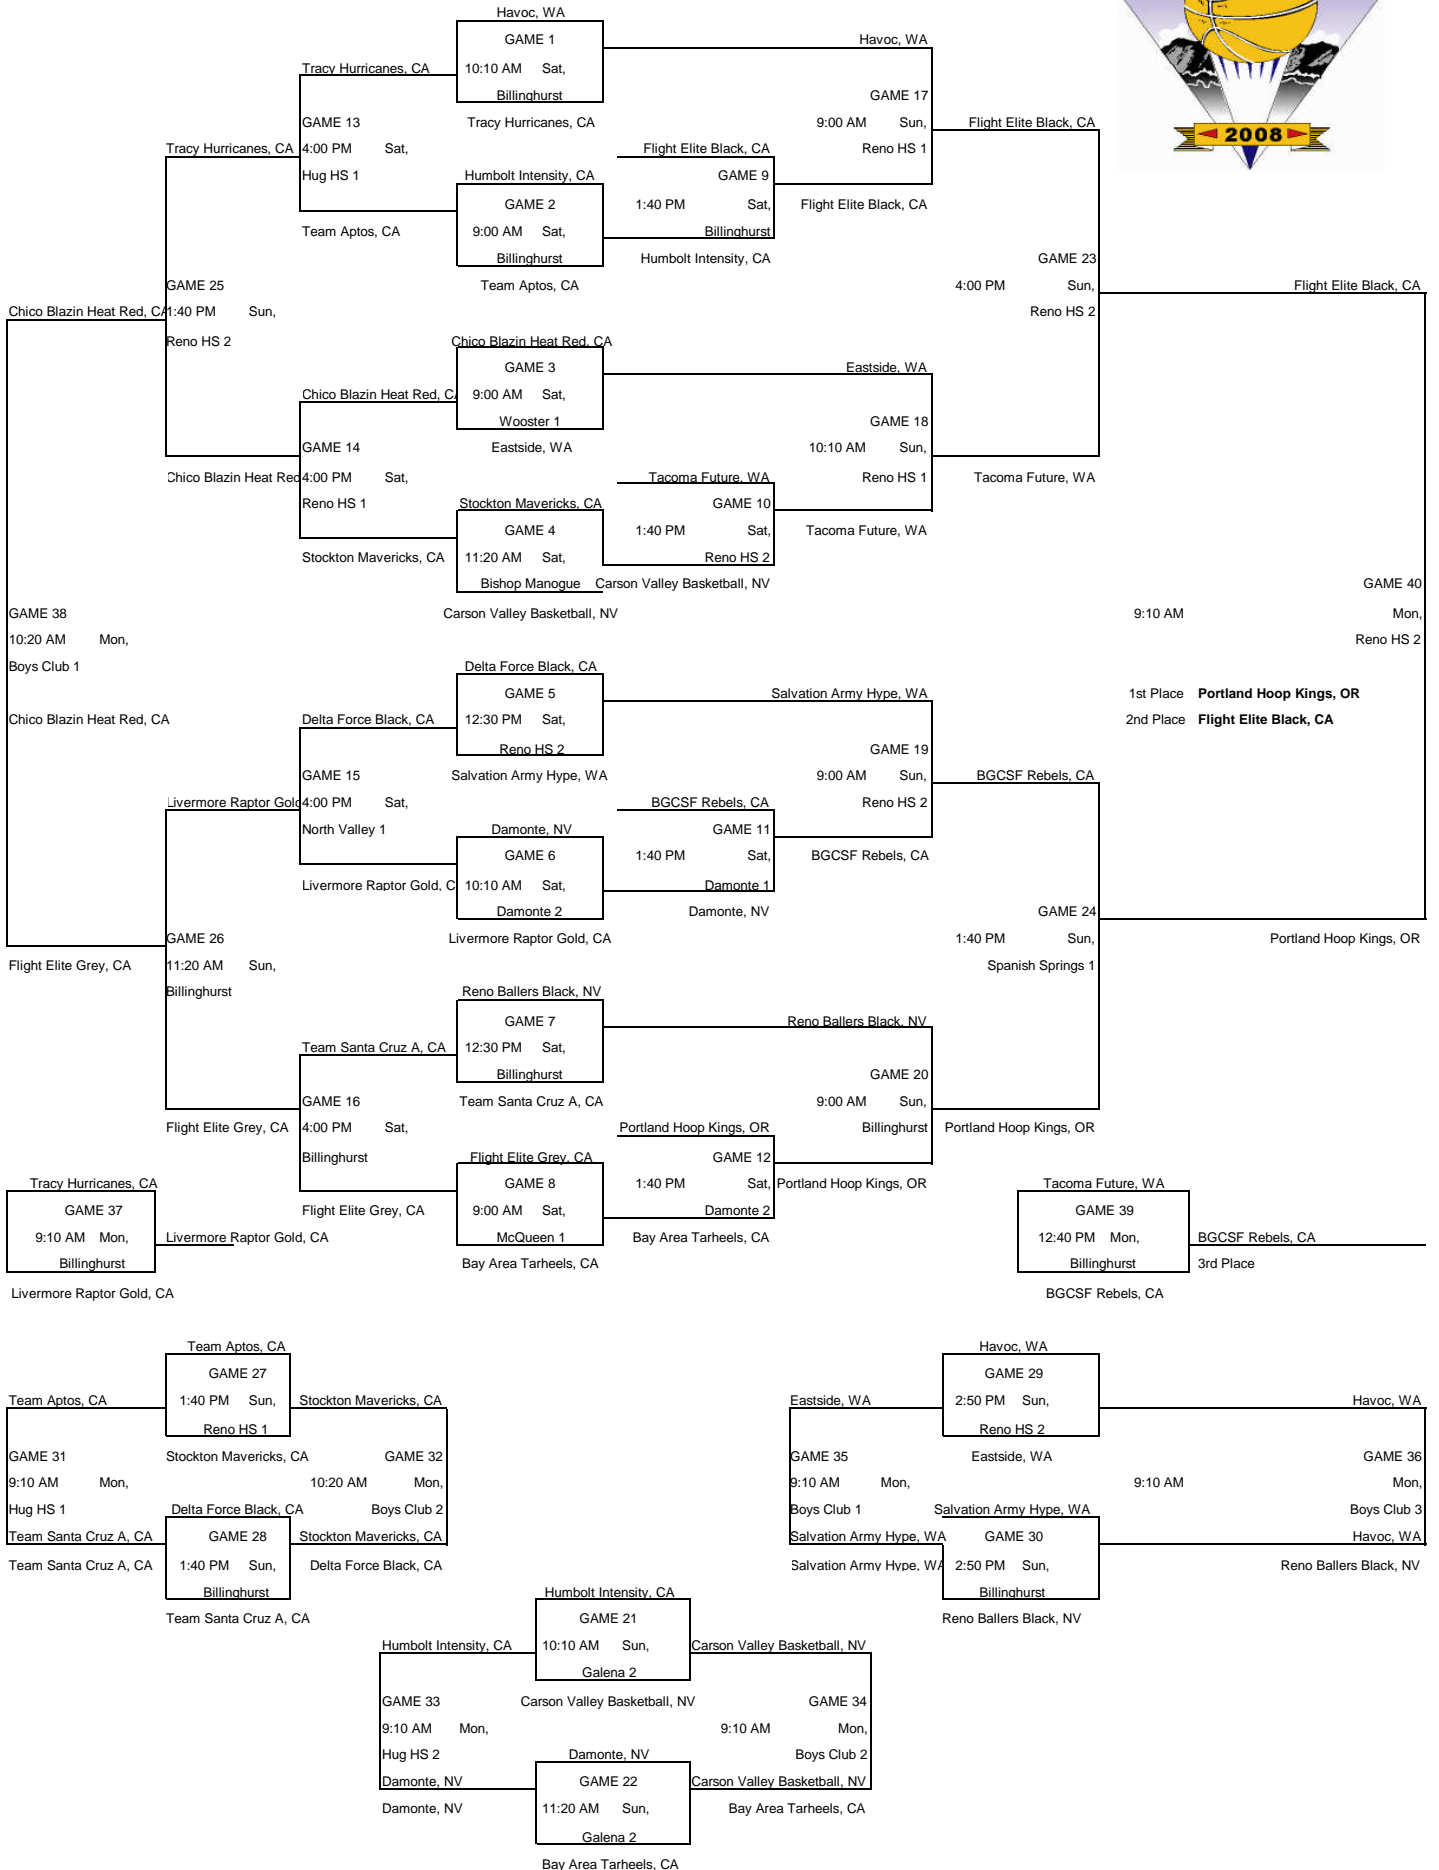 Havoc, WA
GAME 1
Havoc, WA
Tracy Hurricanes, CA
10:10 AM Sat,
Billinghurst
GAME 17
GAME 13
Tracy Hurricanes, CA
9:00 AM Sun,
Flight Elite Black, CA
2008
Tracy Hurricanes, CA
4:00 PM Sat,
Flight Elite Black, CA
Reno HS 1
Hug HS 1
Humbolt Intensity, CA
GAME 9
GAME 2
1:40 PM Sat,
Flight Elite Black, CA
Team Aptos, CA
9:00 AM Sat,
Billinghurst
Billinghurst
Humbolt Intensity, CA
GAME 23
GAME 25
Team Aptos, CA
4:00 PM Sun,
Flight Elite Black, CA
Chico Blazin Heat Red, CA
1:40 PM Sun,
Reno HS 2
Reno HS 2
Chico Blazin Heat Red, CA
GAME 3
Eastside, WA
Chico Blazin Heat Red, CA
9:00 AM Sat,
Wooster 1
GAME 18
GAME 14
Eastside, WA
10:10 AM Sun,
Chico Blazin Heat Red
4:00 PM Sat,
Tacoma Future, WA
Reno HS 1
Tacoma Future, WA
Reno HS 1
Stockton Mavericks, CA
GAME 10
GAME 4
1:40 PM Sat,
Tacoma Future, WA
Stockton Mavericks, CA
11:20 AM Sat,
Reno HS 2
Bishop Manogue
Carson Valley Basketball, NV
GAME 40
GAME 38
Carson Valley Basketball, NV
9:10 AM Mon,
10:20 AM Mon,
Reno HS 2
Boys Club 1
Delta Force Black, CA
GAME 5
Salvation Army Hype, WA
1st Place Portland Hoop Kings, OR
Chico Blazin Heat Red, CA
Delta Force Black, CA
12:30 PM Sat,
2nd Place Flight Elite Black, CA
Reno HS 2
GAME 19
GAME 15
Salvation Army Hype, WA
9:00 AM Sun,
BGCSF Rebels, CA
Livermore Raptor Gold
4:00 PM Sat,
BGCSF Rebels, CA
Reno HS 2
North Valley 1
Damonte, NV
GAME 11
GAME 6
1:40 PM Sat,
BGCSF Rebels, CA
Livermore Raptor Gold, C
10:10 AM Sat,
Damonte 1
Damonte 2
Damonte, NV
GAME 24
GAME 26
Livermore Raptor Gold, CA
1:40 PM Sun,
Portland Hoop Kings, OR
Flight Elite Grey, CA
11:20 AM Sun,
Spanish Springs 1
Billinghurst
Reno Ballers Black, NV
GAME 7
Reno Ballers Black, NV
Team Santa Cruz A, CA
12:30 PM Sat,
Billinghurst
GAME 20
GAME 16
Team Santa Cruz A, CA
9:00 AM Sun,
Flight Elite Grey, CA
4:00 PM Sat,
Portland Hoop Kings, OR
Billinghurst
Portland Hoop Kings, OR
Billinghurst
Flight Elite Grey, CA
GAME 12
Tracy Hurricanes, CA
GAME 8
1:40 PM Sat,
Portland Hoop Kings, OR
Tacoma Future, WA
GAME 37
Flight Elite Grey, CA
9:00 AM Sat,
Damonte 2
GAME 39
9:10 AM Mon,
Livermore Raptor Gold, CA
McQueen 1
Bay Area Tarheels, CA
12:40 PM Mon,
BGCSF Rebels, CA
Billinghurst
Bay Area Tarheels, CA
Billinghurst
3rd Place
Livermore Raptor Gold, CA
BGCSF Rebels, CA
Team Aptos, CA
Havoc, WA
GAME 27
GAME 29
Team Aptos, CA
1:40 PM Sun,
Stockton Mavericks, CA
Eastside, WA
2:50 PM Sun,
Havoc, WA
Reno HS 1
Reno HS 2
GAME 31
Stockton Mavericks, CA
GAME 32
GAME 35
Eastside, WA
GAME 36
9:10 AM Mon,
10:20 AM Mon,
9:10 AM Mon,
9:10 AM Mon,
Hug HS 1
Delta Force Black, CA
Boys Club 2
Boys Club 1
Salvation Army Hype, WA
Boys Club 3
Team Santa Cruz A, CA
GAME 28
Stockton Mavericks, CA
Salvation Army Hype, WA
GAME 30
Havoc, WA
Team Santa Cruz A, CA
1:40 PM Sun,
Delta Force Black, CA
Salvation Army Hype, WA
2:50 PM Sun,
Reno Ballers Black, NV
Billinghurst
Billinghurst
Team Santa Cruz A, CA
Reno Ballers Black, NV
Humbolt Intensity, CA
GAME 21
Humbolt Intensity, CA
10:10 AM Sun,
Carson Valley Basketball, NV
Galena 2
GAME 33
Carson Valley Basketball, NV
GAME 34
9:10 AM Mon,
9:10 AM Mon,
Hug HS 2
Damonte, NV
Boys Club 2
Damonte, NV
GAME 22
Carson Valley Basketball, NV
Damonte, NV
11:20 AM Sun,
Bay Area Tarheels, CA
Galena 2
Bay Area Tarheels, CA